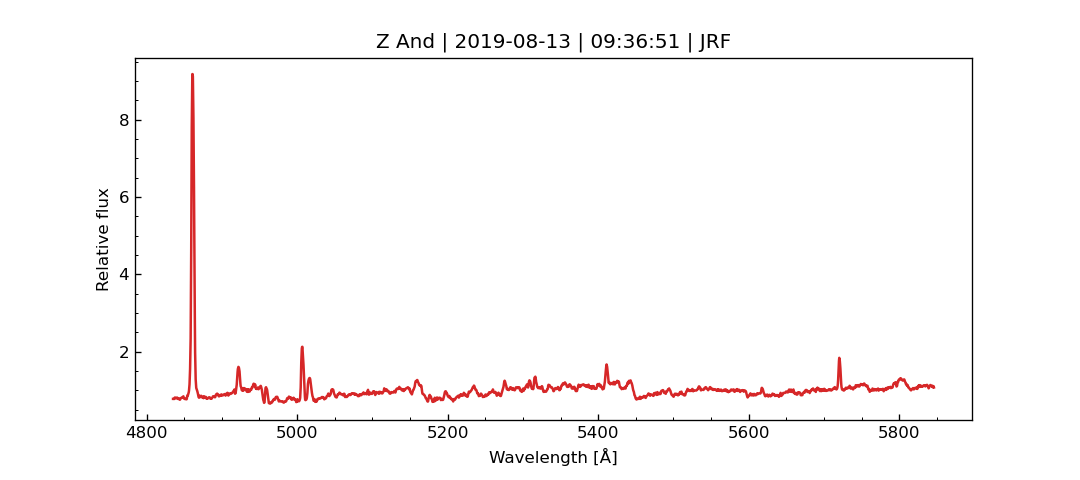 Z And | 2019-08-13 | 09:36:51 | JRF
8
6
4
2
Relative flux
4800 5000 5200 5400 5600 5800
Wavelength [Å]